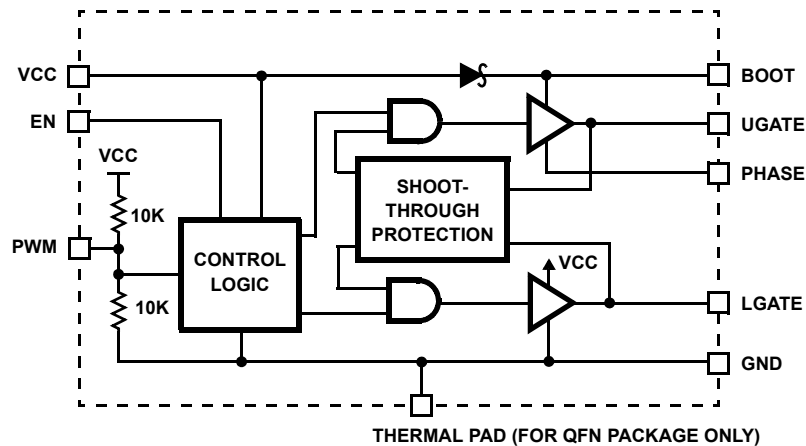 VCC
BOOT
EN
UGATE
VCC
PHASE
10K
SHOOT-
THROUGH
PROTECTION
PWM
CONTROL
LOGIC
VCC
10K
LGATE
GND
THERMAL PAD (FOR QFN PACKAGE ONLY)